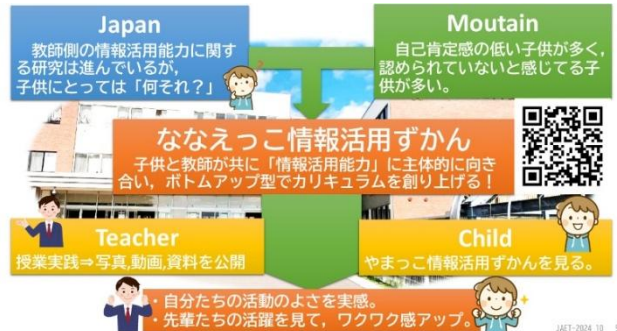 Japan
教師側の情報活用能力に関す
る研究は進んでいるが,
子供にとっては「何それ？」
Moutain
自己肯定感の低い子供が多く,
認められていないと感じてる子
供が多い。
ななえっこ情報活用ずかん
子供と教師が共に「情報活用能力」に主体的に向き
合い，ボトムアップ型でカリキュラムを創り上げる！
Teacher
授業実践⇒写真,動画,資料を公開
Child
やまっこ情報活用ずかんを見る。
・自分たちの活動のよさを実感。
・先輩たちの活躍を見て，ワクワク感アップ。
JAET-2024 10